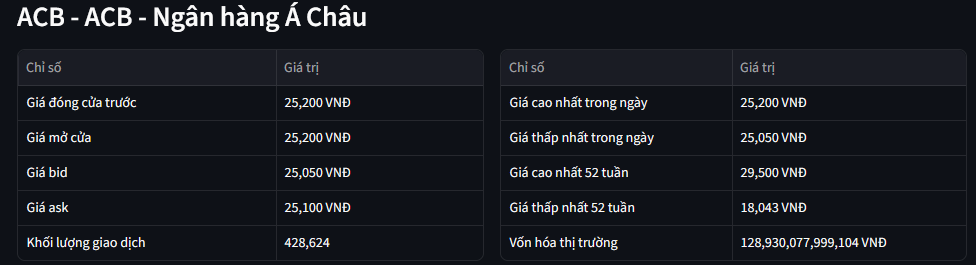 ACB - ACB - Ngân hàng Á Châu
Chỉ số Giá trị
Giá đóng cửa trước 25,200 VNĐ
Giá mở cửa 25,200 VNĐ
Giá bid 25,050 VNĐ
Giá ask 25,100 VNĐ
Khối lượng giao dịch 428,624
Chỉ số Giá trị
Giá cao nhất trong ngày 25,200 VNĐ
Giá thấp nhất trong ngày 25,050 VNĐ
Giá cao nhất 52 tuần 29,500 VNĐ
Giá thấp nhất 52 tuần 18,043 VNĐ
Vốn hóa thị trường 128,930,077,999,104 VNĐ